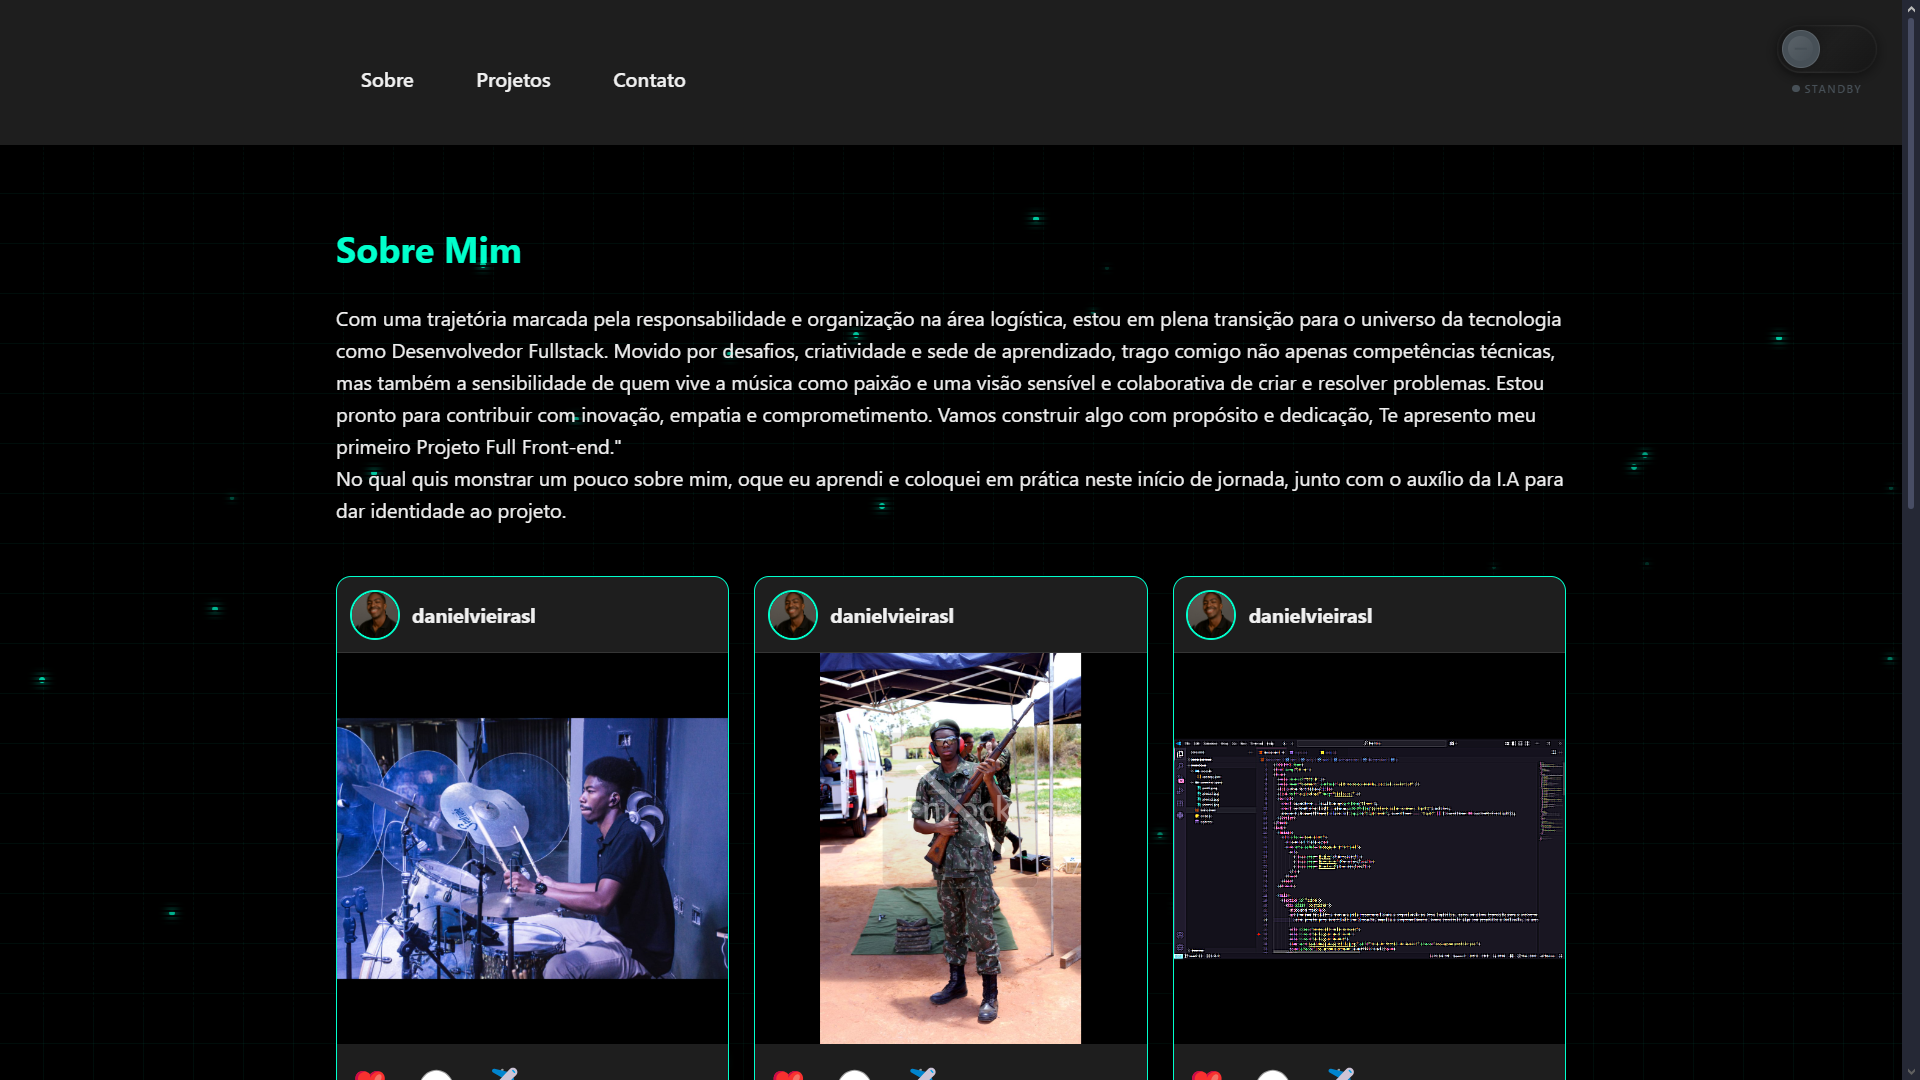 Sobre
Projetos
Contato
STANDBY
Sobre Mim
Com uma trajetória marcada pela responsabilidade e organização na área logística, estou em plena transição para o universo da tecnologia
como Desenvolvedor Fullstack. Movido por desafios, criatividade e sede de aprendizado, trago comigo não apenas competências técnicas,
mas também a sensibilidade de quem vive a música como paixão e uma visão sensível e colaborativa de criar e resolver problemas. Estou
pronto para contribuir com inovação, empatia e comprometimento. Vamos construir algo com propósito e dedicação, Te apresento meu
primeiro Projeto Full Front-end."
No qual quis monstrar um pouco sobre mim, oque eu aprendi e coloquei em prática neste início de jornada, junto com o auxílio da I.A para
dar identidade ao projeto.
danielvieirasl
danielvieirasl
danielvieirasl